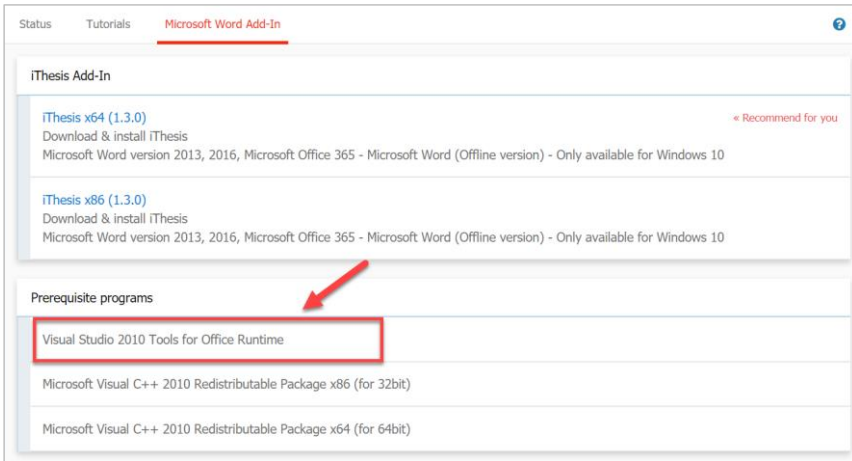 Status Tutorials Microsoft Word Add-In ?
iThesis Add-In
iThesis x64 (1.3.0) « Recommend for you
Download & install iThesis
Microsoft Word version 2013, 2016, Microsoft Office 365 - Microsoft Word (Offline version) - Only available for Windows 10
iThesis x86 (1.3.0)
Download & install iThesis
Microsoft Word version 2013, 2016, Microsoft Office 365 - Microsoft Word (Offline version) - Only available for Windows 10
Prerequisite programs
Visual Studio 2010 Tools for Office Runtime
Microsoft Visual C++ 2010 Redistributable Package x86 (for 32bit)
Microsoft Visual C++ 2010 Redistributable Package x64 (for 64bit)